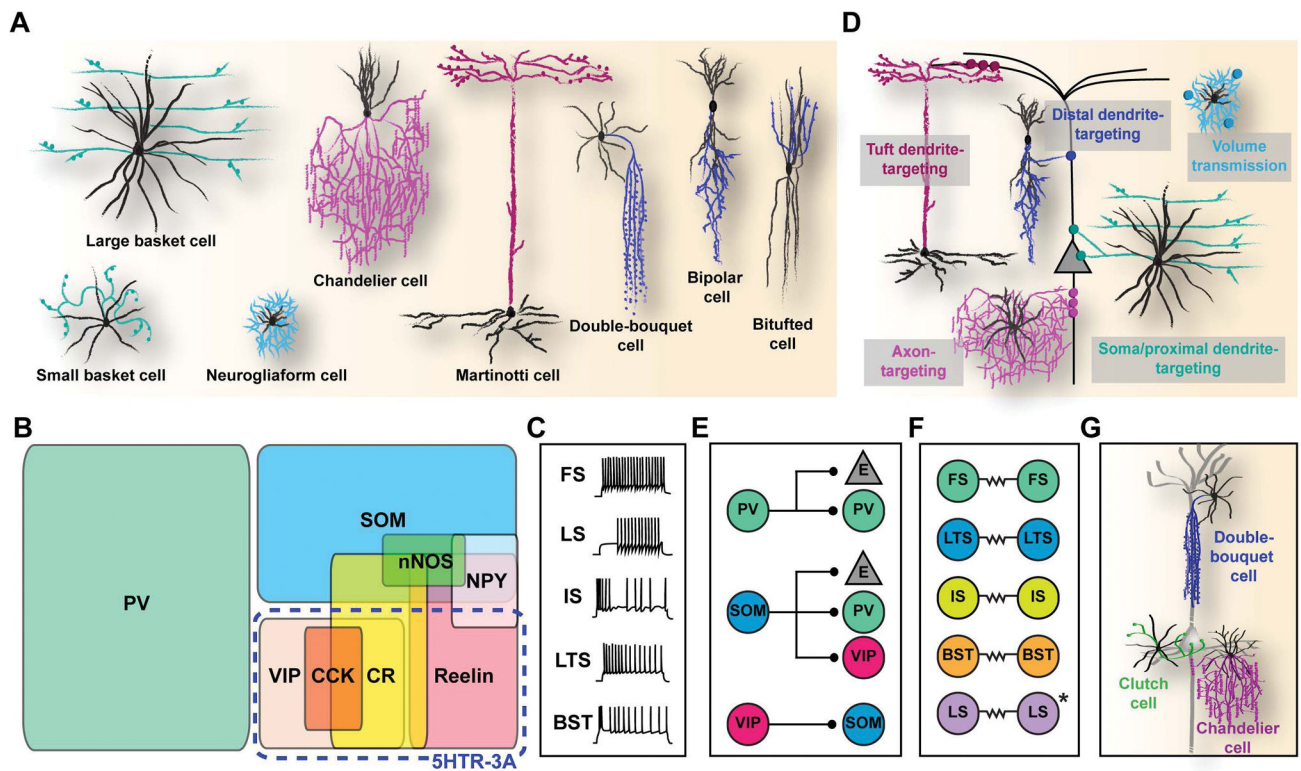 A
Large basket cell
Small basket cell
Neurogliaform cell
Chandelier cell
Martinotti cell
Double-bouquet
cell
Bipolar
cell
Bitufted
cell
D
Tuft dendrite-
targeting
Distal dendrite-
targeting
Volume
transmission
Axon-
targeting
Soma/proximal dendrite-
targeting
B
PV
SOM
nNOS
NPY
VIP
CCK
CR
Reelin
5HTR-3A
C
FS
LS
IS
LTS
BST
E
E
PV
PV
E
SOM
PV
VIP
VIP
SOM
F
FS
FS
LTS
LTS
IS
IS
BST
BST
LS
LS
*
G
Double-
bouquet
cell
Clutch
cell
Chandelier
cell